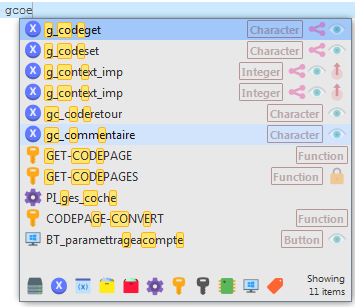 gcoe
g_codeget Character
g_codeset Character
g_context_imp Integer
g_context_imp Integer
gc_coderetour Character
gc_commentaire Character
GET-CODEPAGE Function
GET-CODEPAGES Function
PI_ges_coche
CODEPAGE-CONVERT Function
BT_paramettrageacompte Button
Showing
11 items